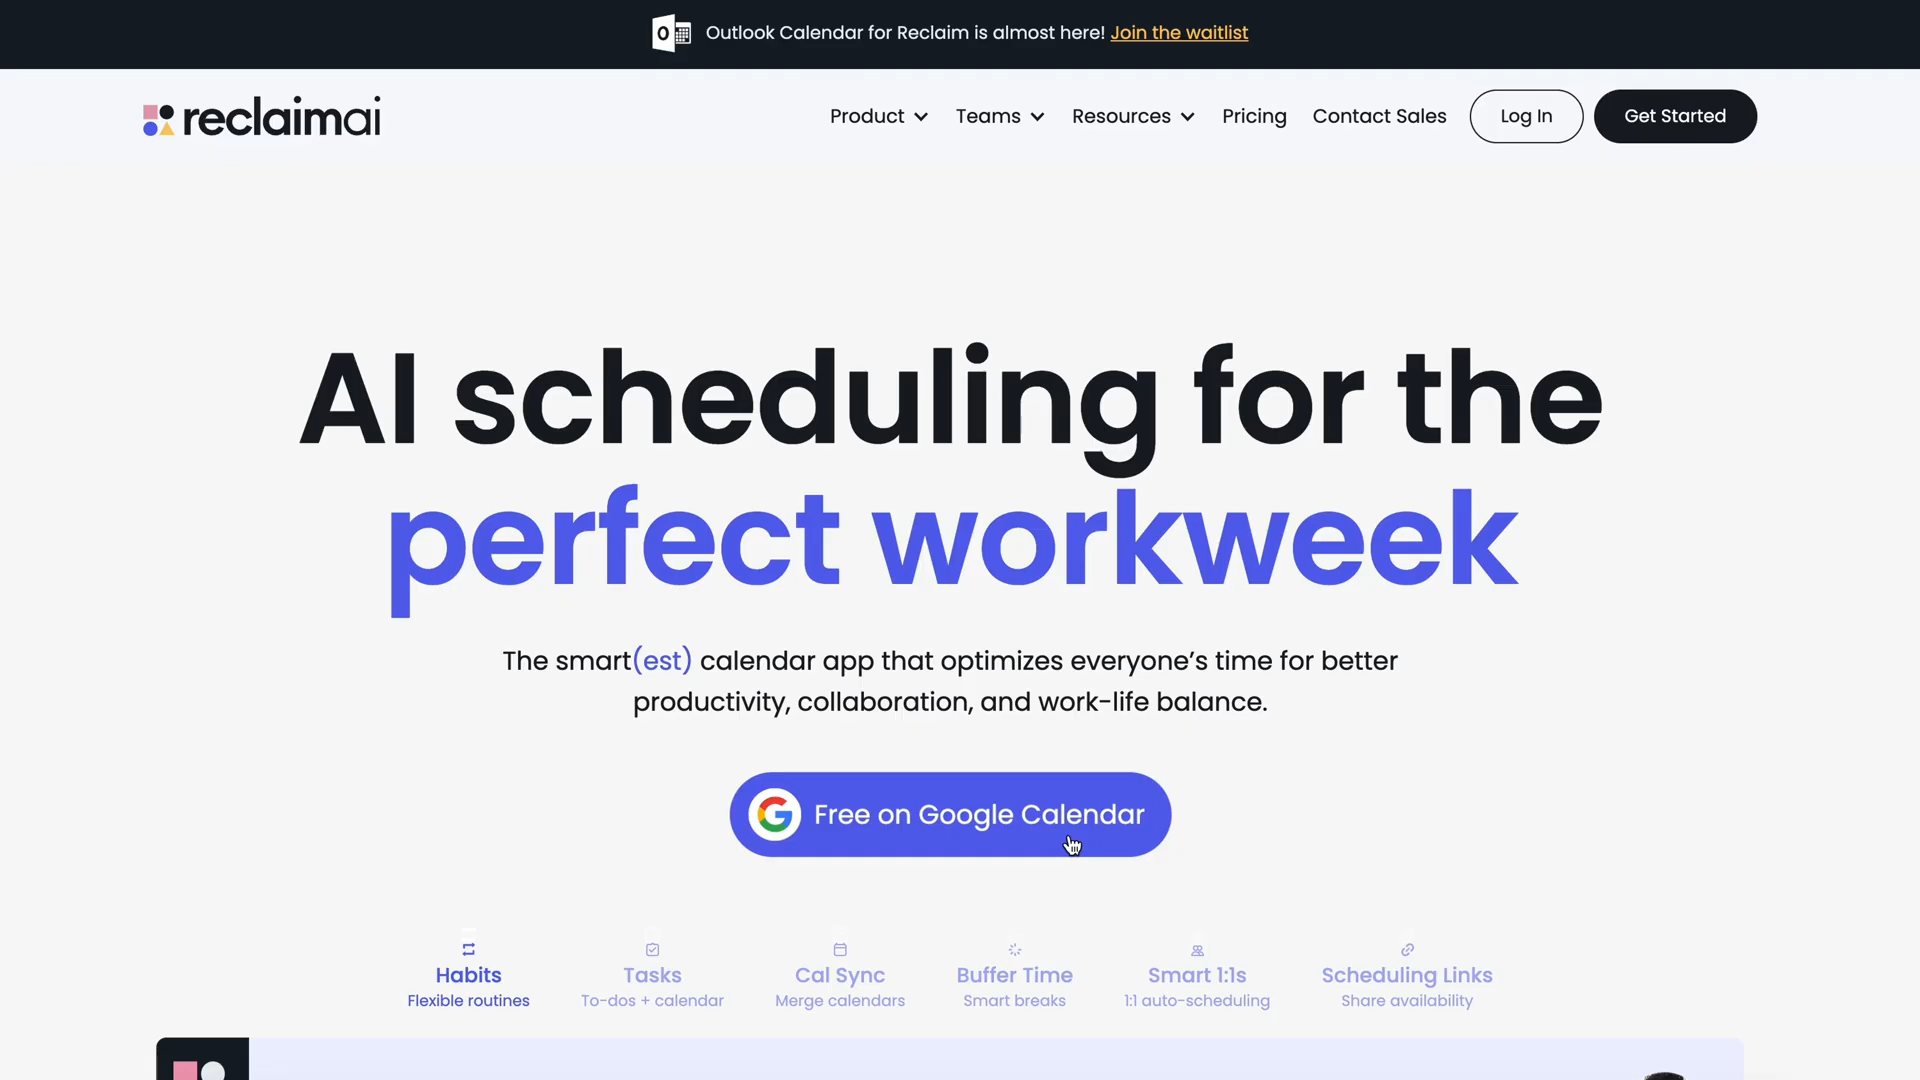 Outlook Calendar for Reclaim is almost here! Join the waitlist
reclaimai
Product
Teams
Resources
Pricing
Contact Sales
Log In
Get Started
AI scheduling for the
perfect workweek
The smart(est) calendar app that optimizes everyone’s time for better
productivity, collaboration, and work-life balance.
Free on Google Calendar
Habits
Flexible routines
Tasks
To-dos + calendar
Cal Sync
Merge calendars
Buffer Time
Smart breaks
Smart 1:1s
1:1 auto-scheduling
Scheduling Links
Share availability